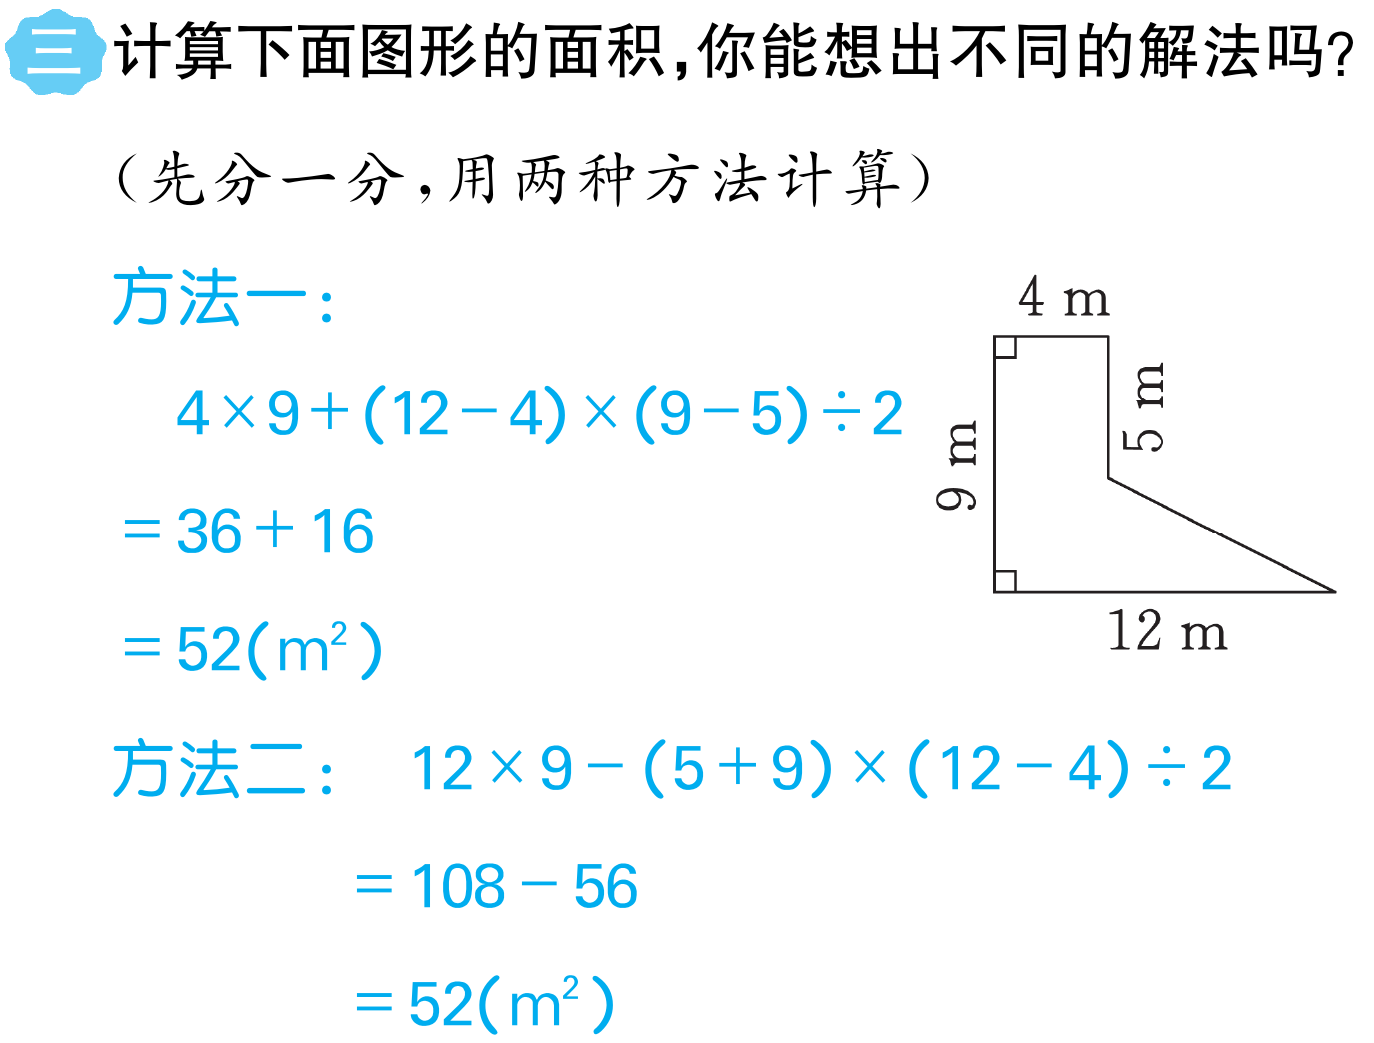 三 计算下面图形的面积,你能想出不同的解法吗?
(先分一分,用两种方法计算)
方法一:
4×9+(12-4)×(9-5)÷2
=36+16
=52(m²)
4 m
5 m
9 m
12 m
方法二: 12×9-(5+9)×(12-4)÷2
=108-56
=52(m²)